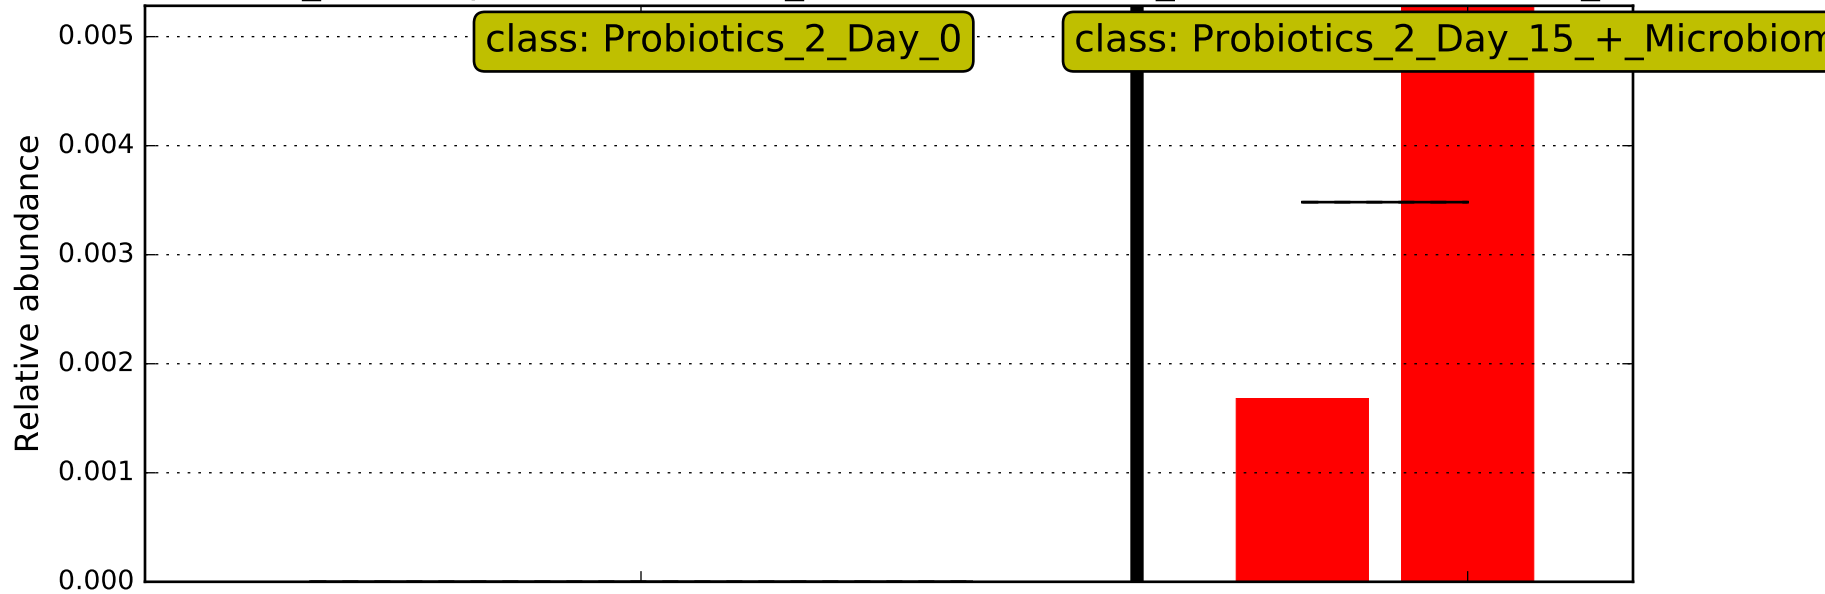 class: Probiotics_2_Day_0
class: Probiotics_2_Day_15_+_Microbiom
Relative abundance
0.005
0.004
0.003
0.002
0.001
0.000